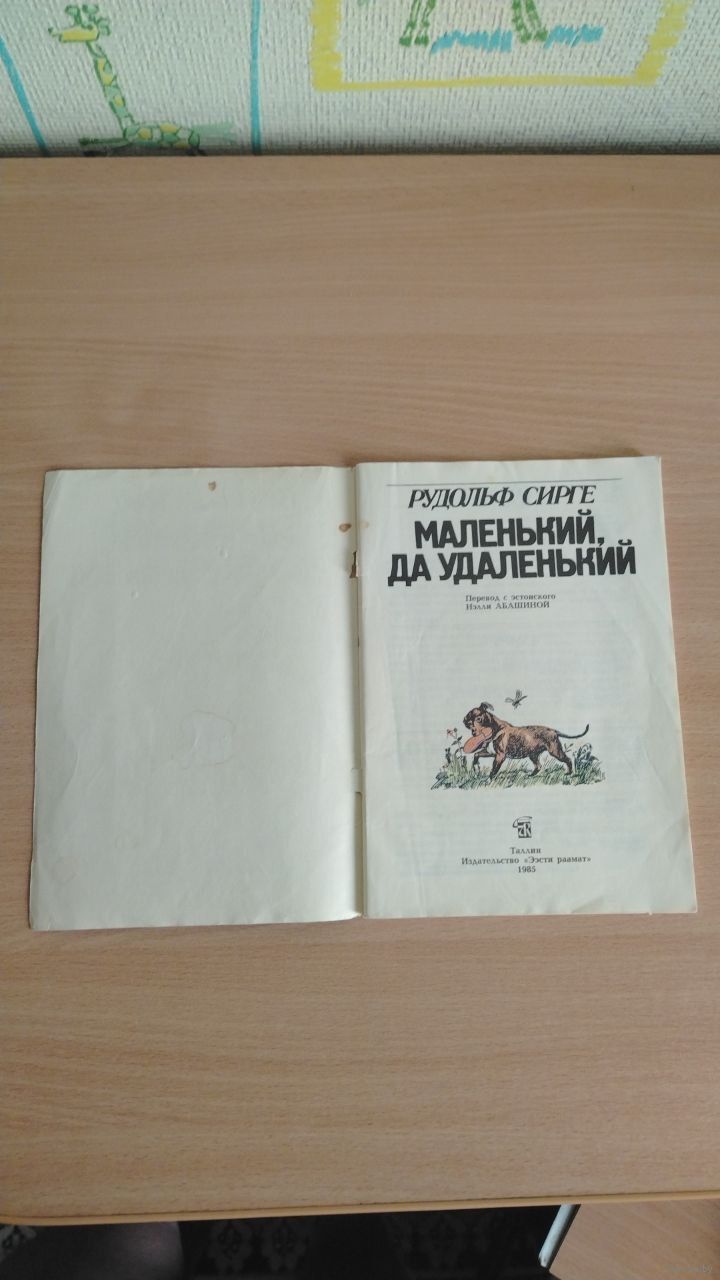 РУДОЛЬФ СИРГЕ
МАЛЕНЬКИЙ,
ДА УДАЛЕНЬКИЙ
Перевод с эстонского
Нэлли АБАШИНОЙ
Таллин
Издательство «Ээсти раамат»
1985